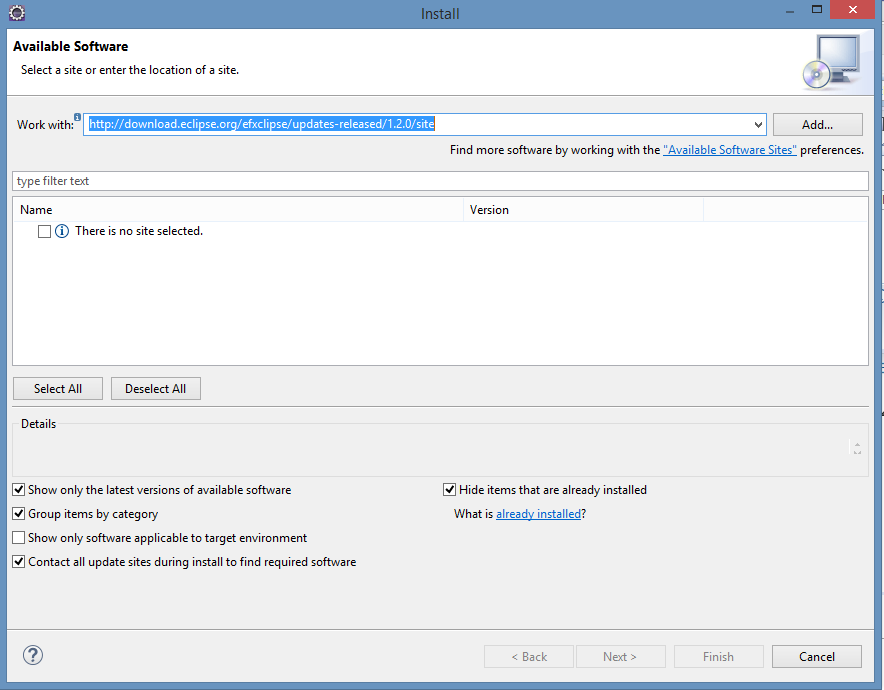 Install
Available Software
Select a site or enter the location of a site.
Work with: http://download.eclipse.org/efxclipse/updates-released/1.2.0/site Add...
Find more software by working with the "Available Software Sites" preferences.
type filter text
Name Version
There is no site selected.
Select All Deselect All
Details
Show only the latest versions of available software Hide items that are already installed
Group items by category What is already installed?
Show only software applicable to target environment
Contact all update sites during install to find required software
? < Back Next > Finish Cancel